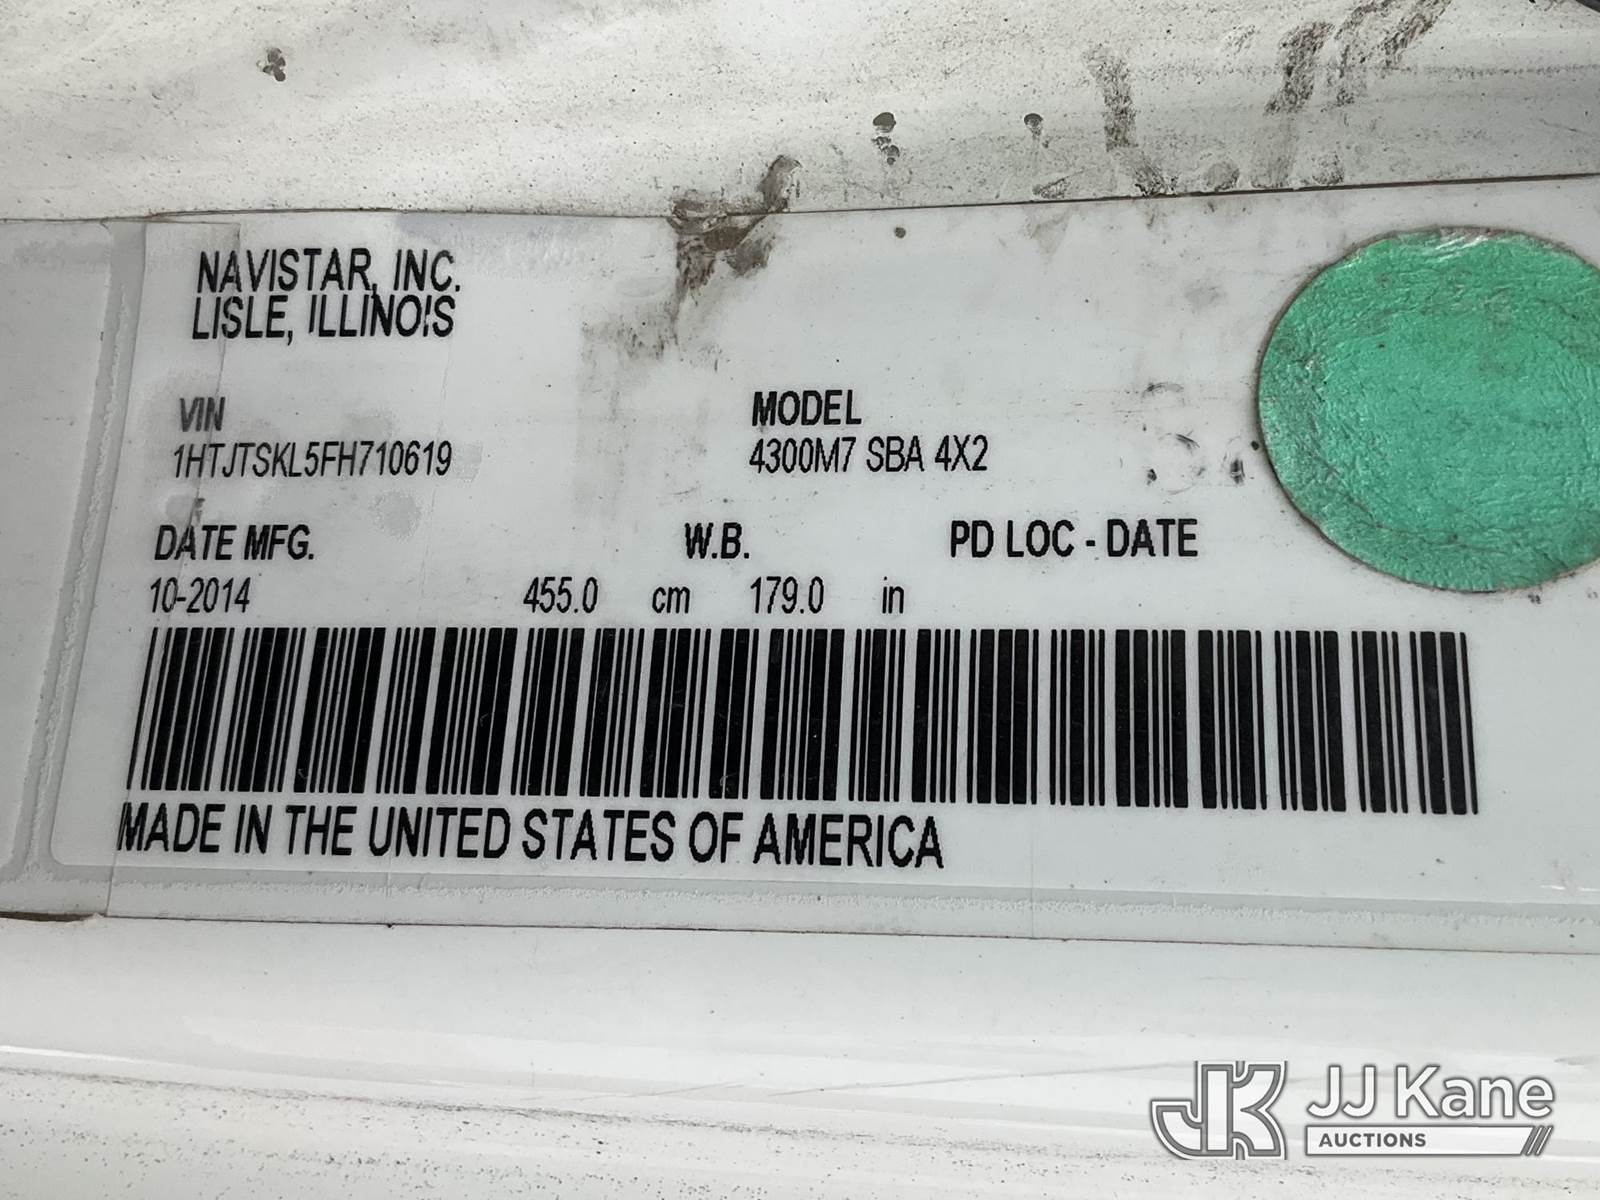 NAVISTAR, INC.
LISLE, ILLINOIS
VIN
1HTJTSKL5FH710619
MODEL
4300M7 SBA 4X2
DATE MFG.
W.B.
PD LOC - DATE
10-2014
455.0 cm 179.0 in
MADE IN THE UNITED STATES OF AMERICA
JK JJ Kane
AUCTIONS